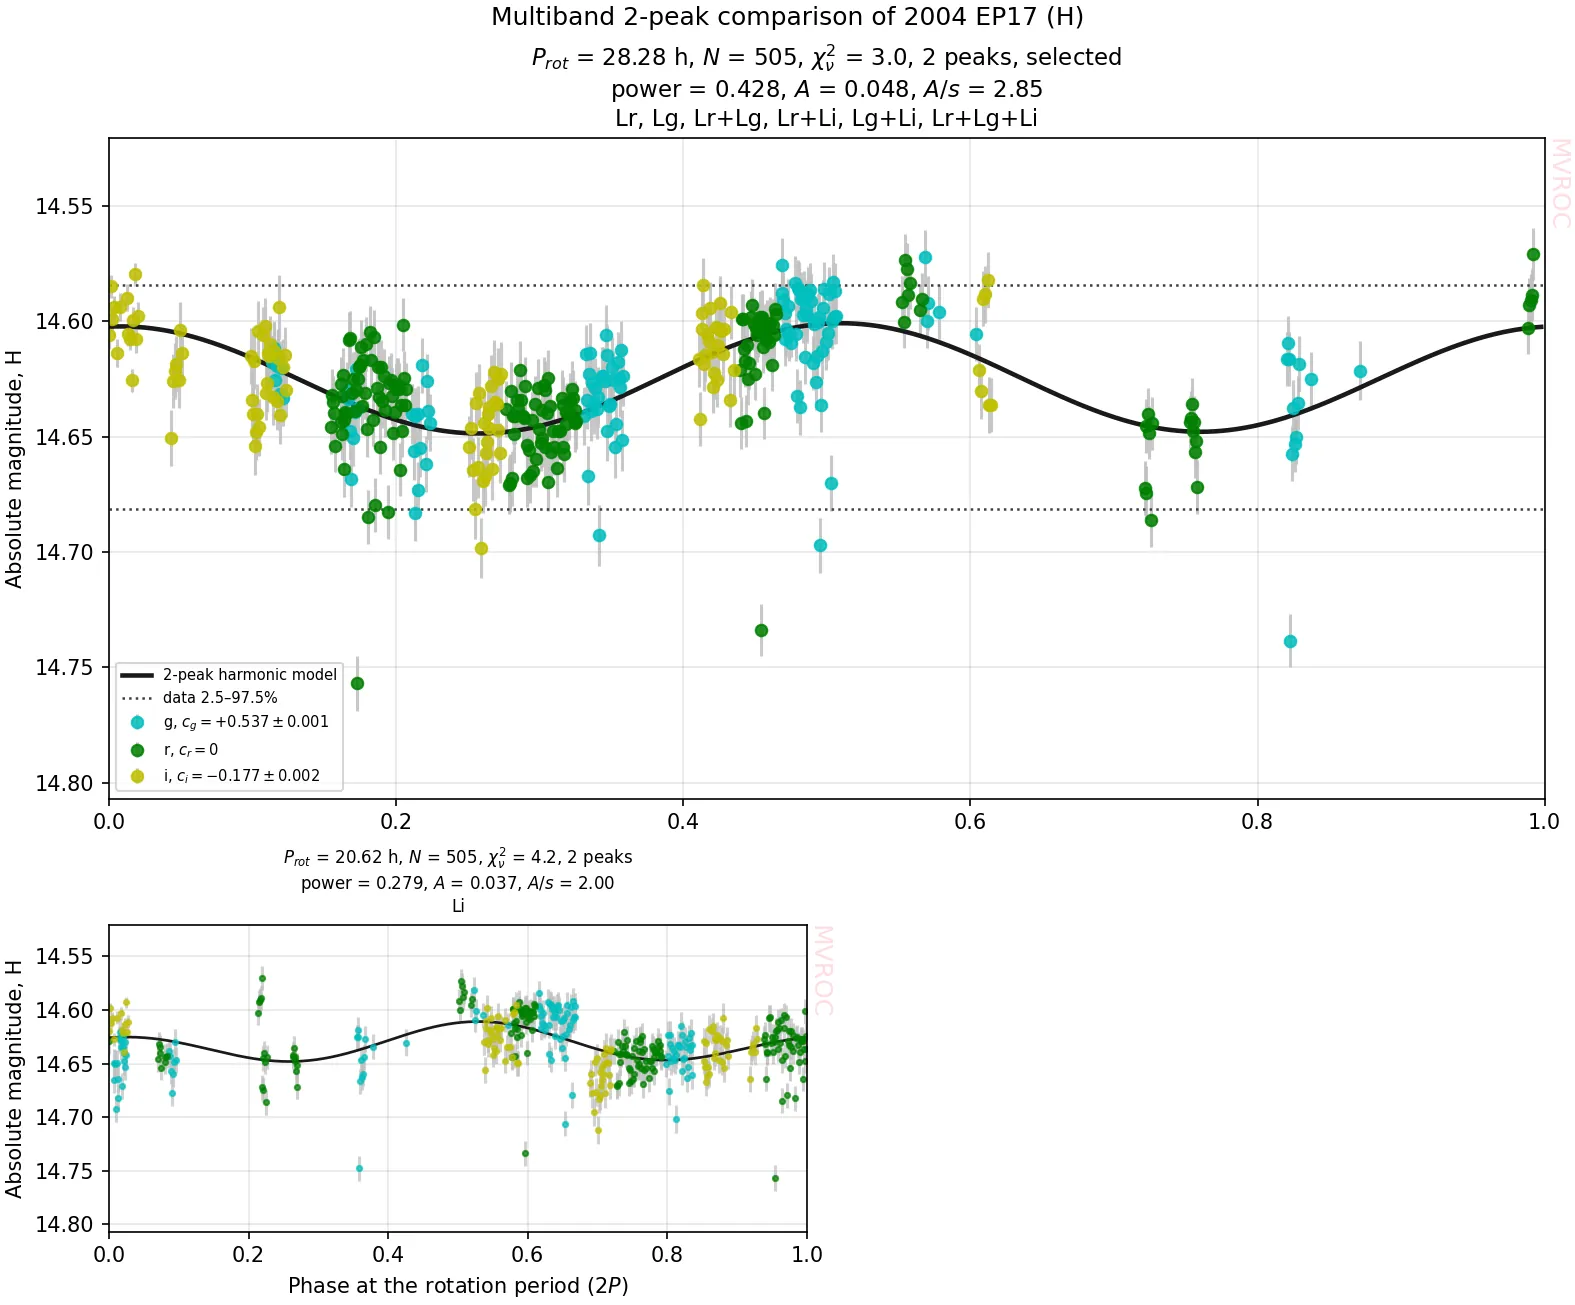 Multiband 2-peak comparison of 2004 EP17 (H)
P_rot = 28.28 h, N = 505, χ²_ν = 3.0, 2 peaks, selected
power = 0.428, A = 0.048, A/s = 2.85
Lr, Lg, Lr+Lg, Lr+Li, Lg+Li, Lr+Lg+Li
MVROC
Absolute magnitude, H
14.55
14.60
14.65
14.70
14.75
14.80
2-peak harmonic model
data 2.5–97.5%
g, c_g = +0.537 ± 0.001
r, c_r = 0
i, c_i = −0.177 ± 0.002
0.0 0.2 0.4 0.6 0.8 1.0
P_rot = 20.62 h, N = 505, χ²_ν = 4.2, 2 peaks
power = 0.279, A = 0.037, A/s = 2.00
Li
MVROC
Absolute magnitude, H
14.55
14.60
14.65
14.70
14.75
14.80
0.0 0.2 0.4 0.6 0.8 1.0
Phase at the rotation period (2P)